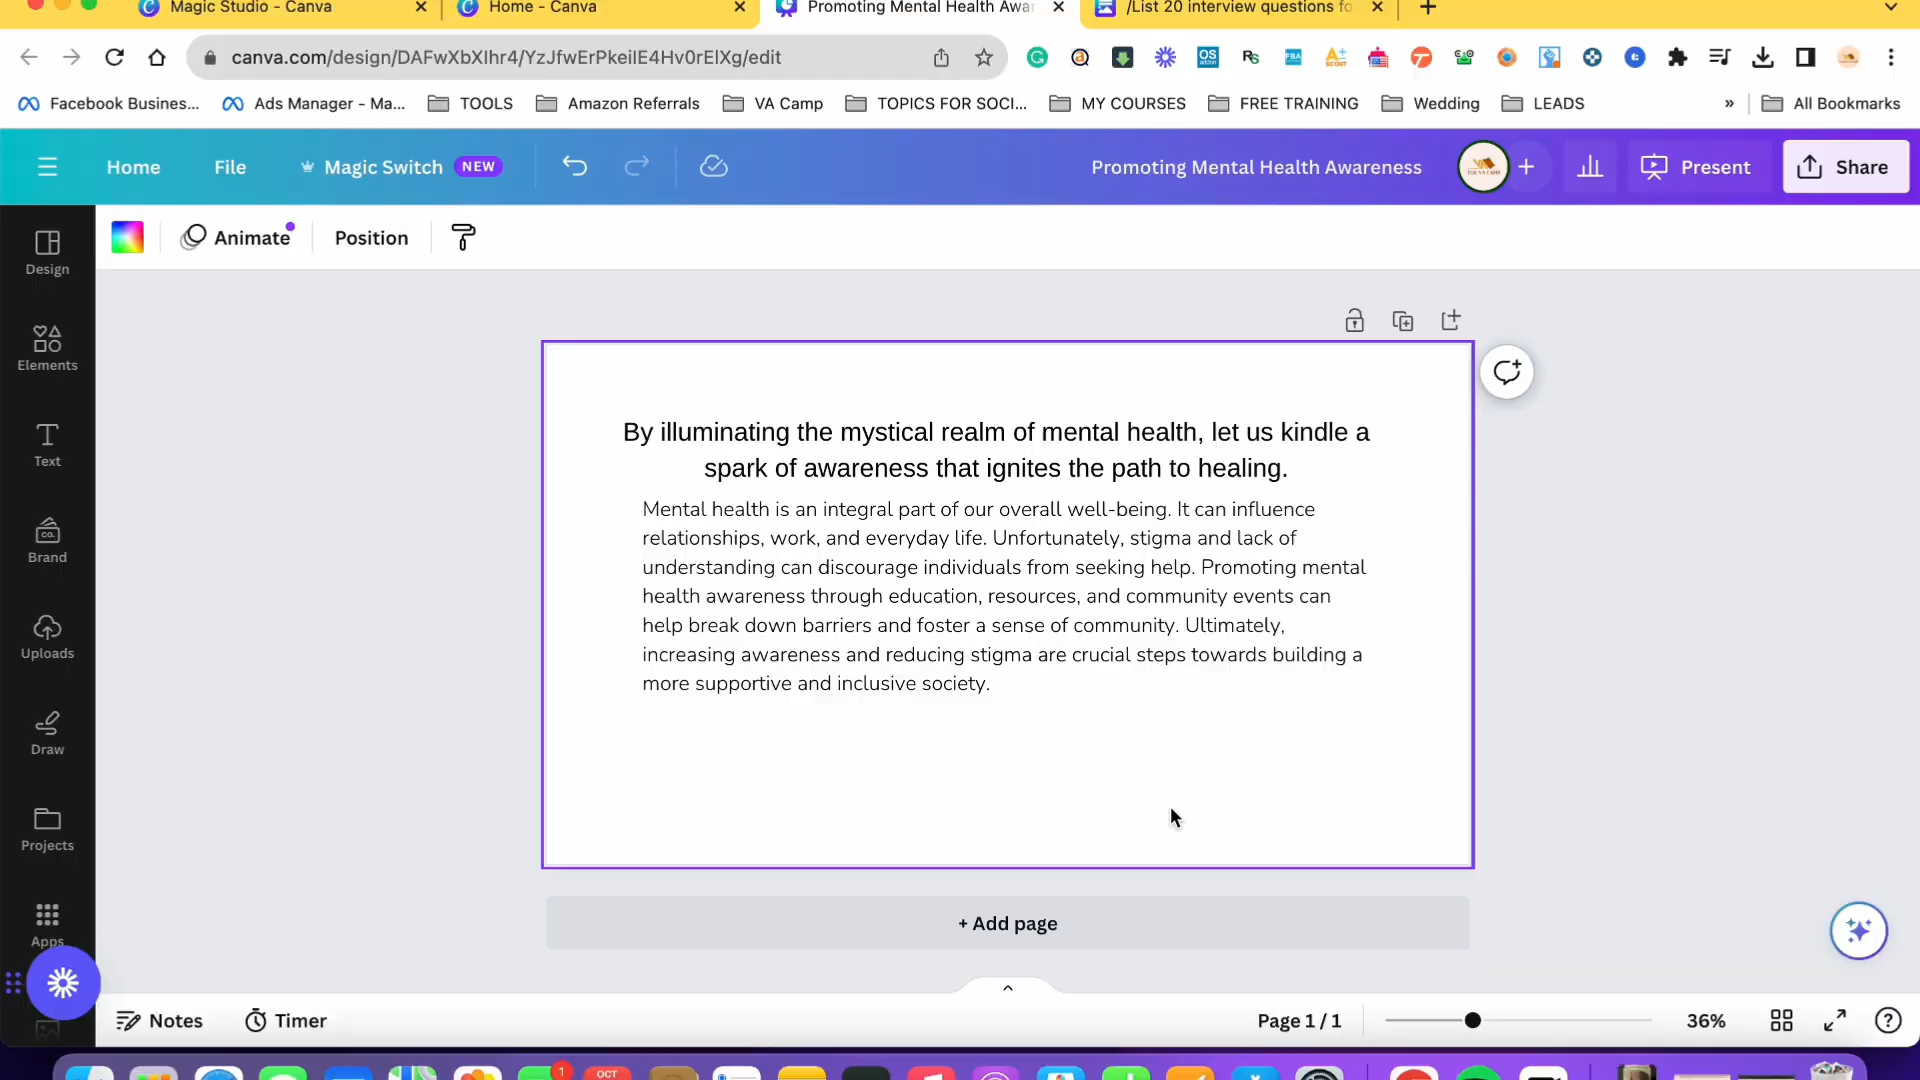 Magic Studio - Canva
Home - Canva
Promoting Mental Health Awar
/List 20 interview questions fo
canva.com/design/DAFwXbXIhr4/YzJfwErPkeilE4Hv0rElXg/edit
Facebook Busines...
Ads Manager - Ma...
TOOLS
Amazon Referrals
VA Camp
TOPICS FOR SOCI...
MY COURSES
FREE TRAINING
Wedding
LEADS
»
All Bookmarks
Home
File
Magic Switch
NEW
Promoting Mental Health Awareness
Present
Share
Animate
Position
Design
Elements
Text
Brand
Uploads
Draw
Projects
Apps
By illuminating the mystical realm of mental health, let us kindle a
spark of awareness that ignites the path to healing.
Mental health is an integral part of our overall well-being. It can influence
relationships, work, and everyday life. Unfortunately, stigma and lack of
understanding can discourage individuals from seeking help. Promoting mental
health awareness through education, resources, and community events can
help break down barriers and foster a sense of community. Ultimately,
increasing awareness and reducing stigma are crucial steps towards building a
more supportive and inclusive society.
+ Add page
Notes
Timer
Page 1 / 1
36%
1
OCT